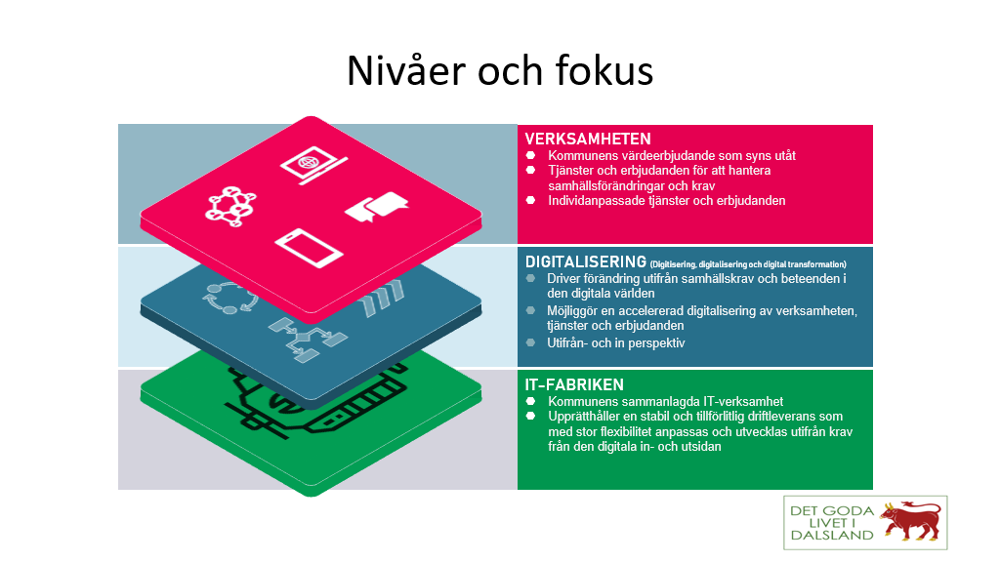 Nivåer och fokus
VERKSAMHETEN
Kommunens värdeerbjudande som syns utåt
Tjänster och erbjudanden för att hantera
samhällsförändringar och krav
Individanpassade tjänster och erbjudanden
DIGITALISERING (Digitisering, digitalisering och digital transformation)
Driver förändring utifrån samhällskrav och beteenden i
den digitala världen
Möjliggör en accelererad digitalisering av verksamheten,
tjänster och erbjudanden
Utifrån- och in perspektiv
IT-FABRIKEN
Kommunens sammanlagda IT-verksamhet
Upprätthåller en stabil och tillförlitlig driftleverans som
med stor flexibilitet anpassas och utvecklas utifrån krav
från den digitala in- och utsidan
DET GODA
LIVET I
DALSLAND